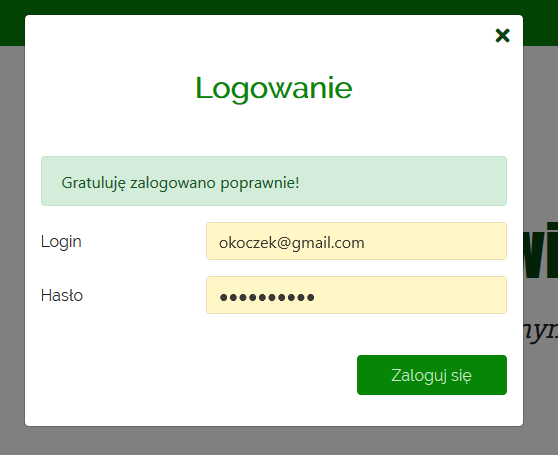 Logowanie
Gratuluję zalogowano poprawnie!
Login
okoczek@gmail.com
Hasło
●●●●●●●●●●
Zaloguj się